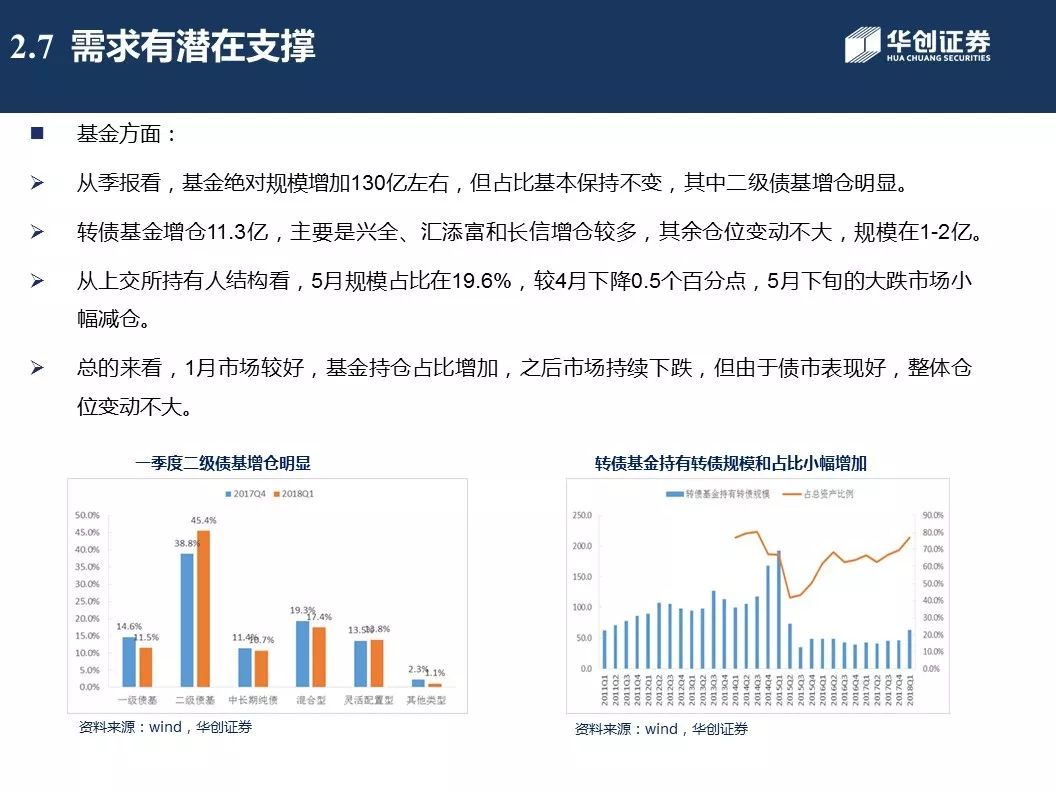 2.7 需求有潜在支撑
华创证券
HUA CHUANG SECURITIES
基金方面：
从季报看，基金绝对规模增加130亿左右，但占比基本保持不变，其中二级债基增仓明显。
转债基金增仓11.3亿，主要是兴全、汇添富和长信增仓较多，其余仓位变动不大，规模在1-2亿。
从上交所持有人结构看，5月规模占比在19.6%，较4月下降0.5个百分点，5月下旬的大跌市场小
幅减仓。
总的来看，1月市场较好，基金持仓占比增加，之后市场持续下跌，但由于债市表现好，整体仓
位变动不大。
一季度二级债基增仓明显
2017Q4 2018Q1
50.0%
45.0%
40.0%
35.0%
30.0%
25.0%
20.0%
15.0%
10.0%
5.0%
0.0%
14.6% 11.5% 38.8% 45.4% 11.4% 10.7% 19.3% 17.4% 13.5% 13.8% 2.3% 1.1%
一级债基 二级债基 中长期纯债 混合型 灵活配置型 其他类型
资料来源：wind，华创证券
转债基金持有转债规模和占比小幅增加
转债基金持有转债规模 占总资产比例
250.0
200.0
150.0
100.0
50.0
0.0
90.0%
80.0%
70.0%
60.0%
50.0%
40.0%
30.0%
20.0%
10.0%
0.0%
2011Q1 2011Q2 2011Q3 2011Q4 2012Q1 2012Q2 2012Q3 2012Q4 2013Q1 2013Q2 2013Q3 2013Q4 2014Q1 2014Q2 2014Q3 2014Q4 2015Q1 2015Q2 2015Q3 2015Q4 2016Q1 2016Q2 2016Q3 2016Q4 2017Q1 2017Q2 2017Q3 2017Q4 2018Q1
资料来源：wind，华创证券